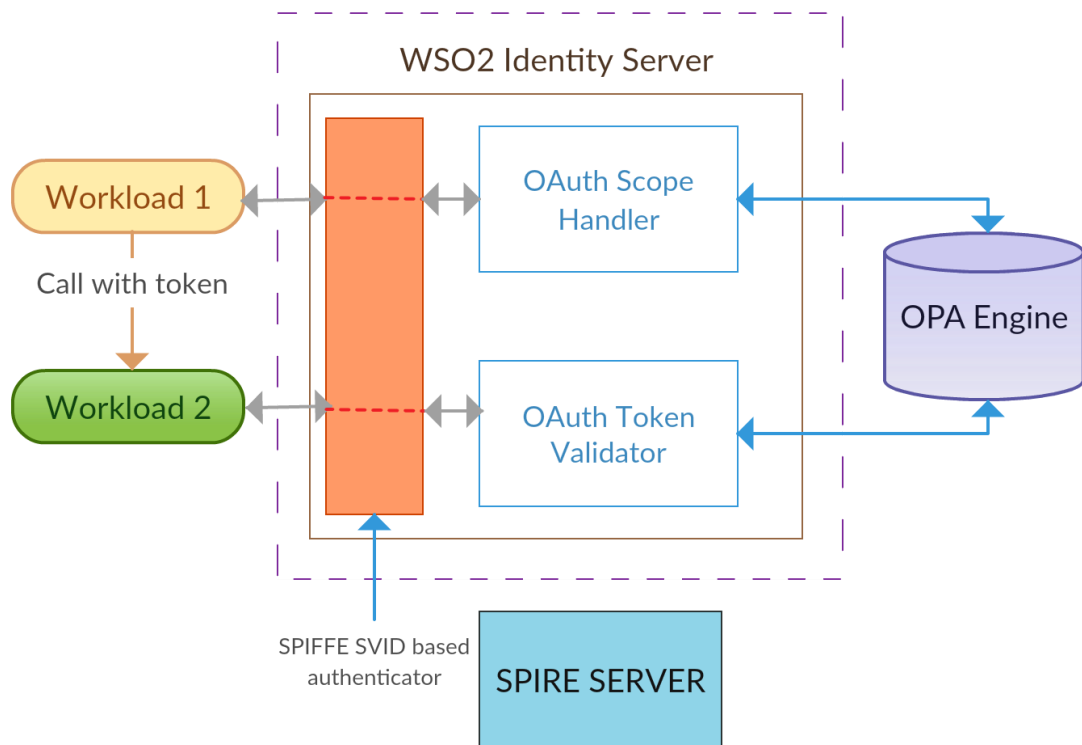 WSO2 Identity Server
Workload 1
OAuth Scope
Handler
Call with token
OPA Engine
Workload 2
OAuth Token
Validator
SPIFFE SVID based
authenticator
SPIRE SERVER